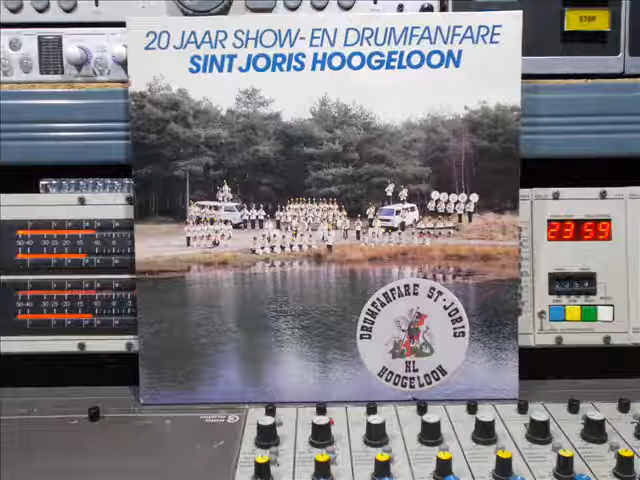 20 JAAR SHOW- EN DRUMFANFARE
SINT JORIS HOOGELOON
STOP
23 59
DRUMFANFARE ST-JORIS
NL
HOOGELOON